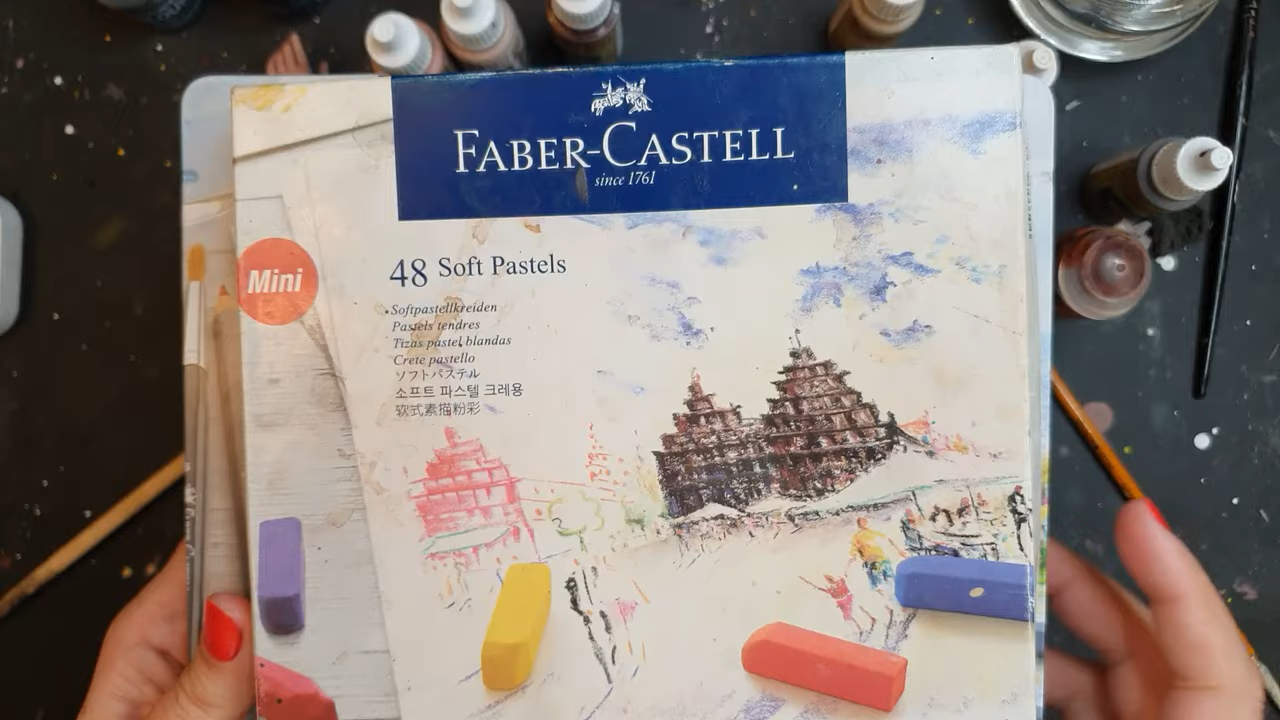 FABER-CASTELL
since 1761
Mini
48 Soft Pastels
Softpastellkreiden
Pastels tendres
Tizas pastel blandas
Crete pastello
ソフトパステル
소프트 파스텔 크레용
软式素描粉彩